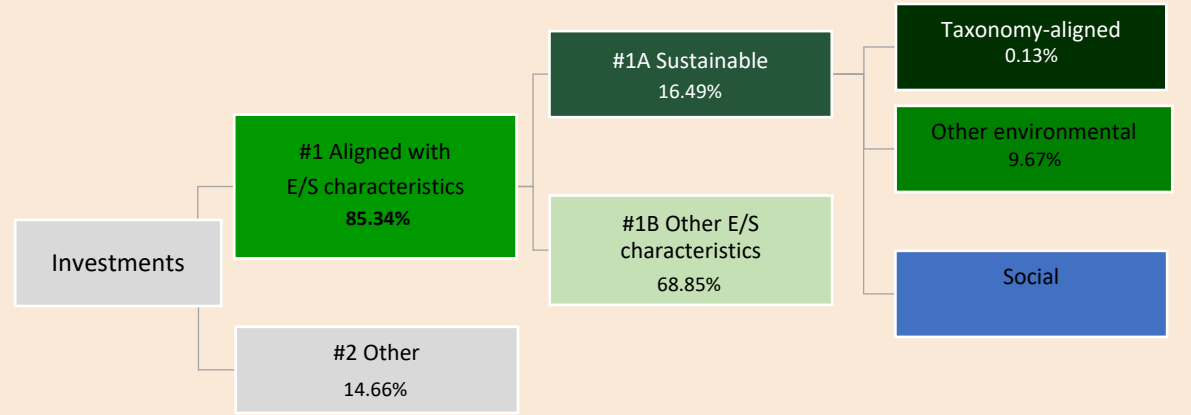 Investments
#1 Aligned with
E/S characteristics
85.34%
#2 Other
14.66%
#1A Sustainable
16.49%
#1B Other E/S
characteristics
68.85%
Taxonomy-aligned
0.13%
Other environmental
9.67%
Social